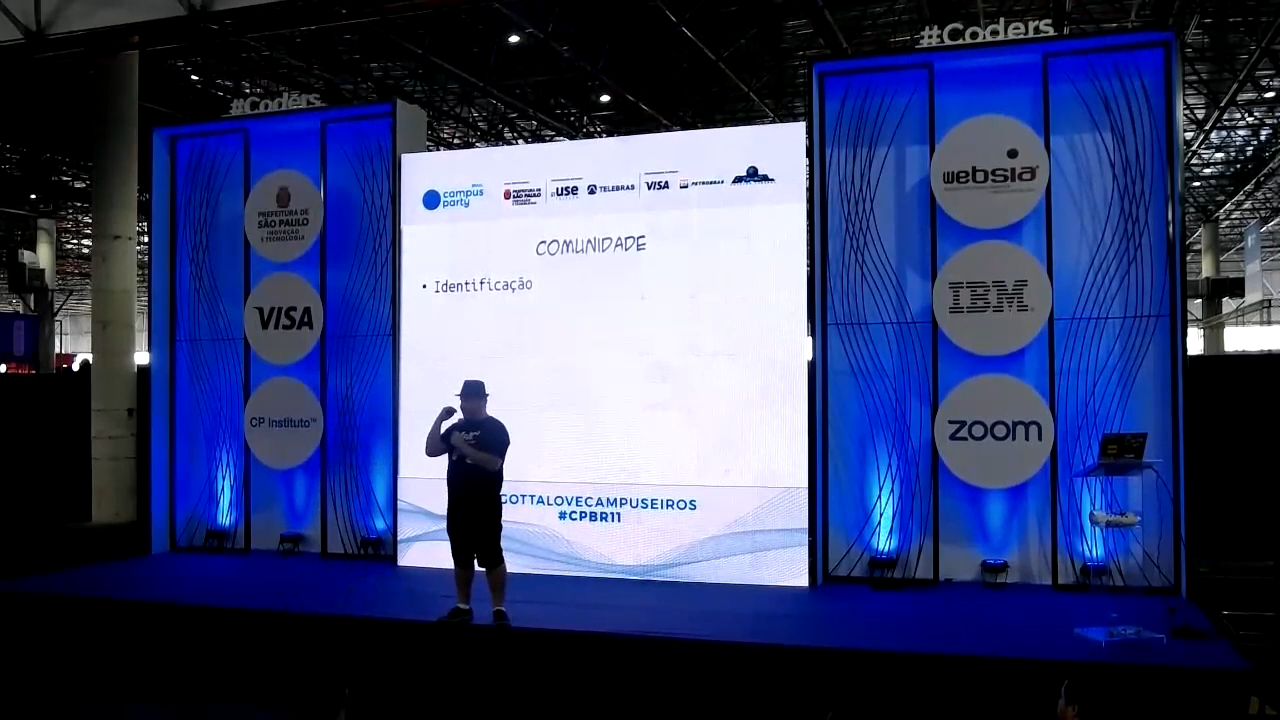 #Coders
#Coders
PREFEITURA DE
SÃO PAULO
INOVAÇÃO
E TECNOLOGIA
VISA
CP Instituto™
campus
party
PREFEITURA DE
SÃO PAULO
use
TELEBRAS
VISA
PETROBRAS
COMUNIDADE
• Identificação
GOTTALOVECAMPUSEIROS
#CPBR11
websia
IBM
zoom